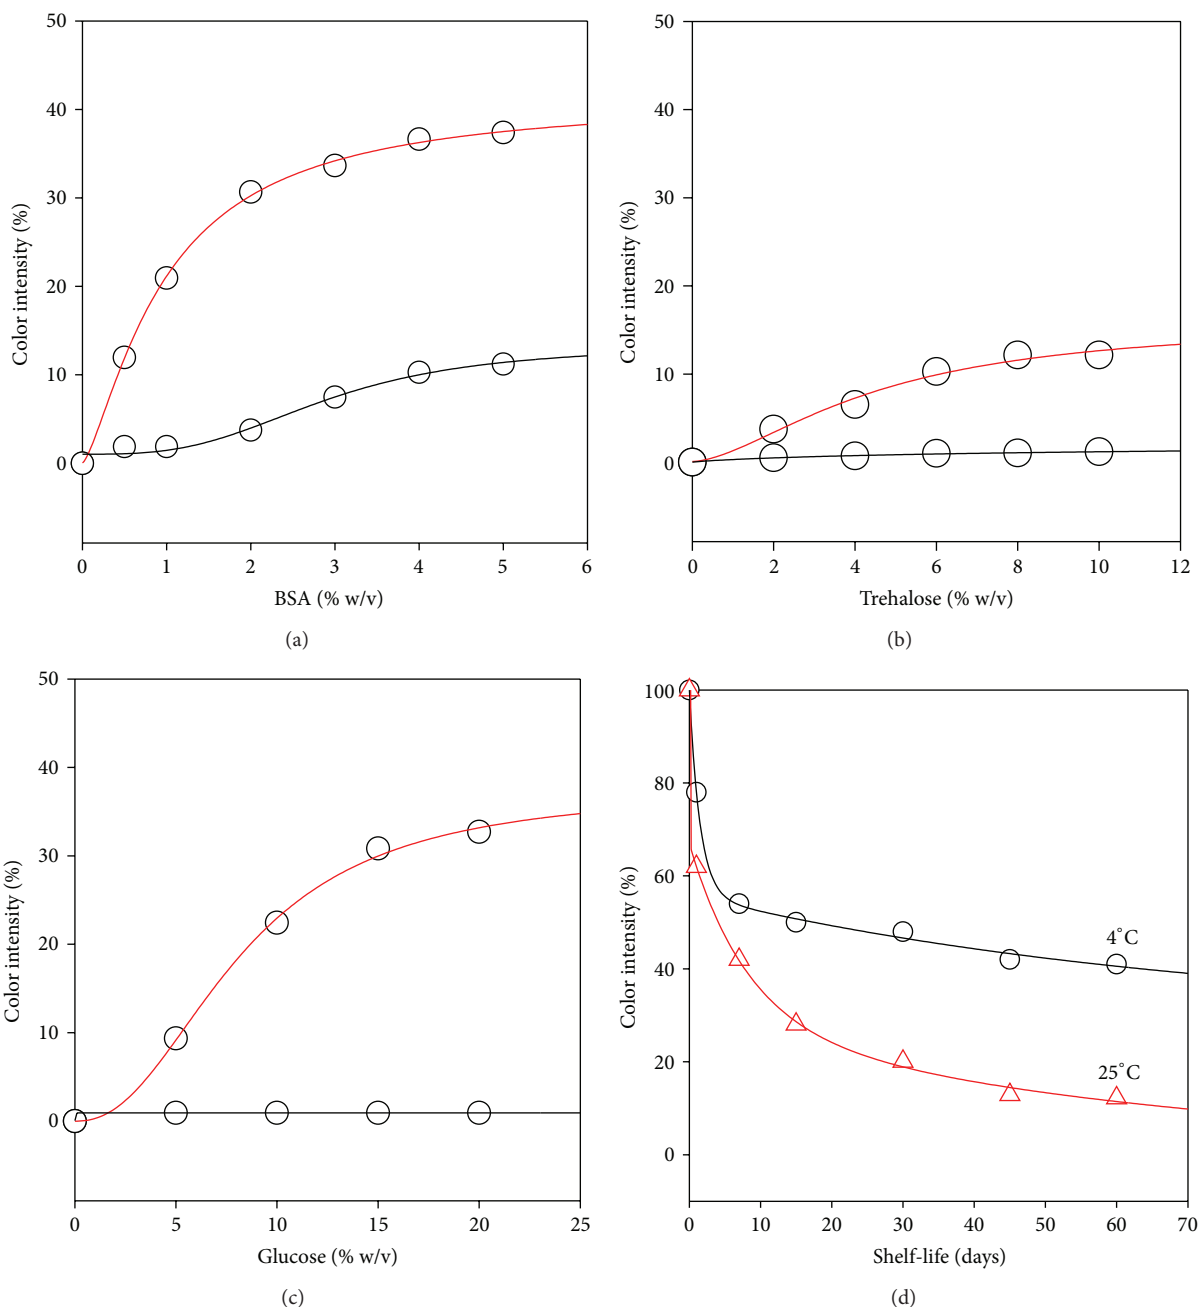 50
40
30
20
10
0
Color intensity (%)
0 1 2 3 4 5 6
BSA (% w/v)
(a)
50
40
30
20
10
0
Color intensity (%)
0 2 4 6 8 10 12
Trehalose (% w/v)
(b)
50
40
30
20
10
0
Color intensity (%)
0 5 10 15 20 25
Glucose (% w/v)
(c)
100
80
60
40
20
0
Color intensity (%)
4°C
25°C
0 10 20 30 40 50 60 70
Shelf-life (days)
(d)